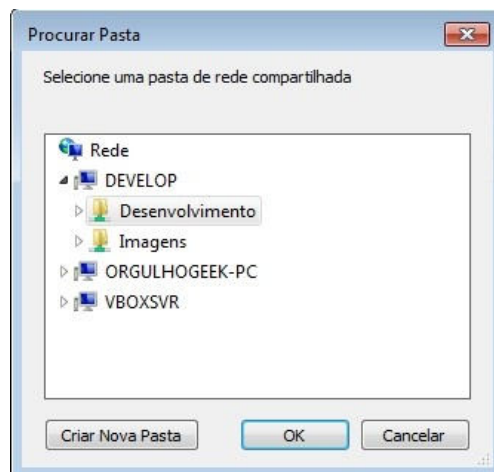 Procurar Pasta
Selecione uma pasta de rede compartilhada
Rede
DEVELOP
Desenvolvimento
Imagens
ORGULHOGEEK-PC
VBOXSVR
Criar Nova Pasta OK Cancelar